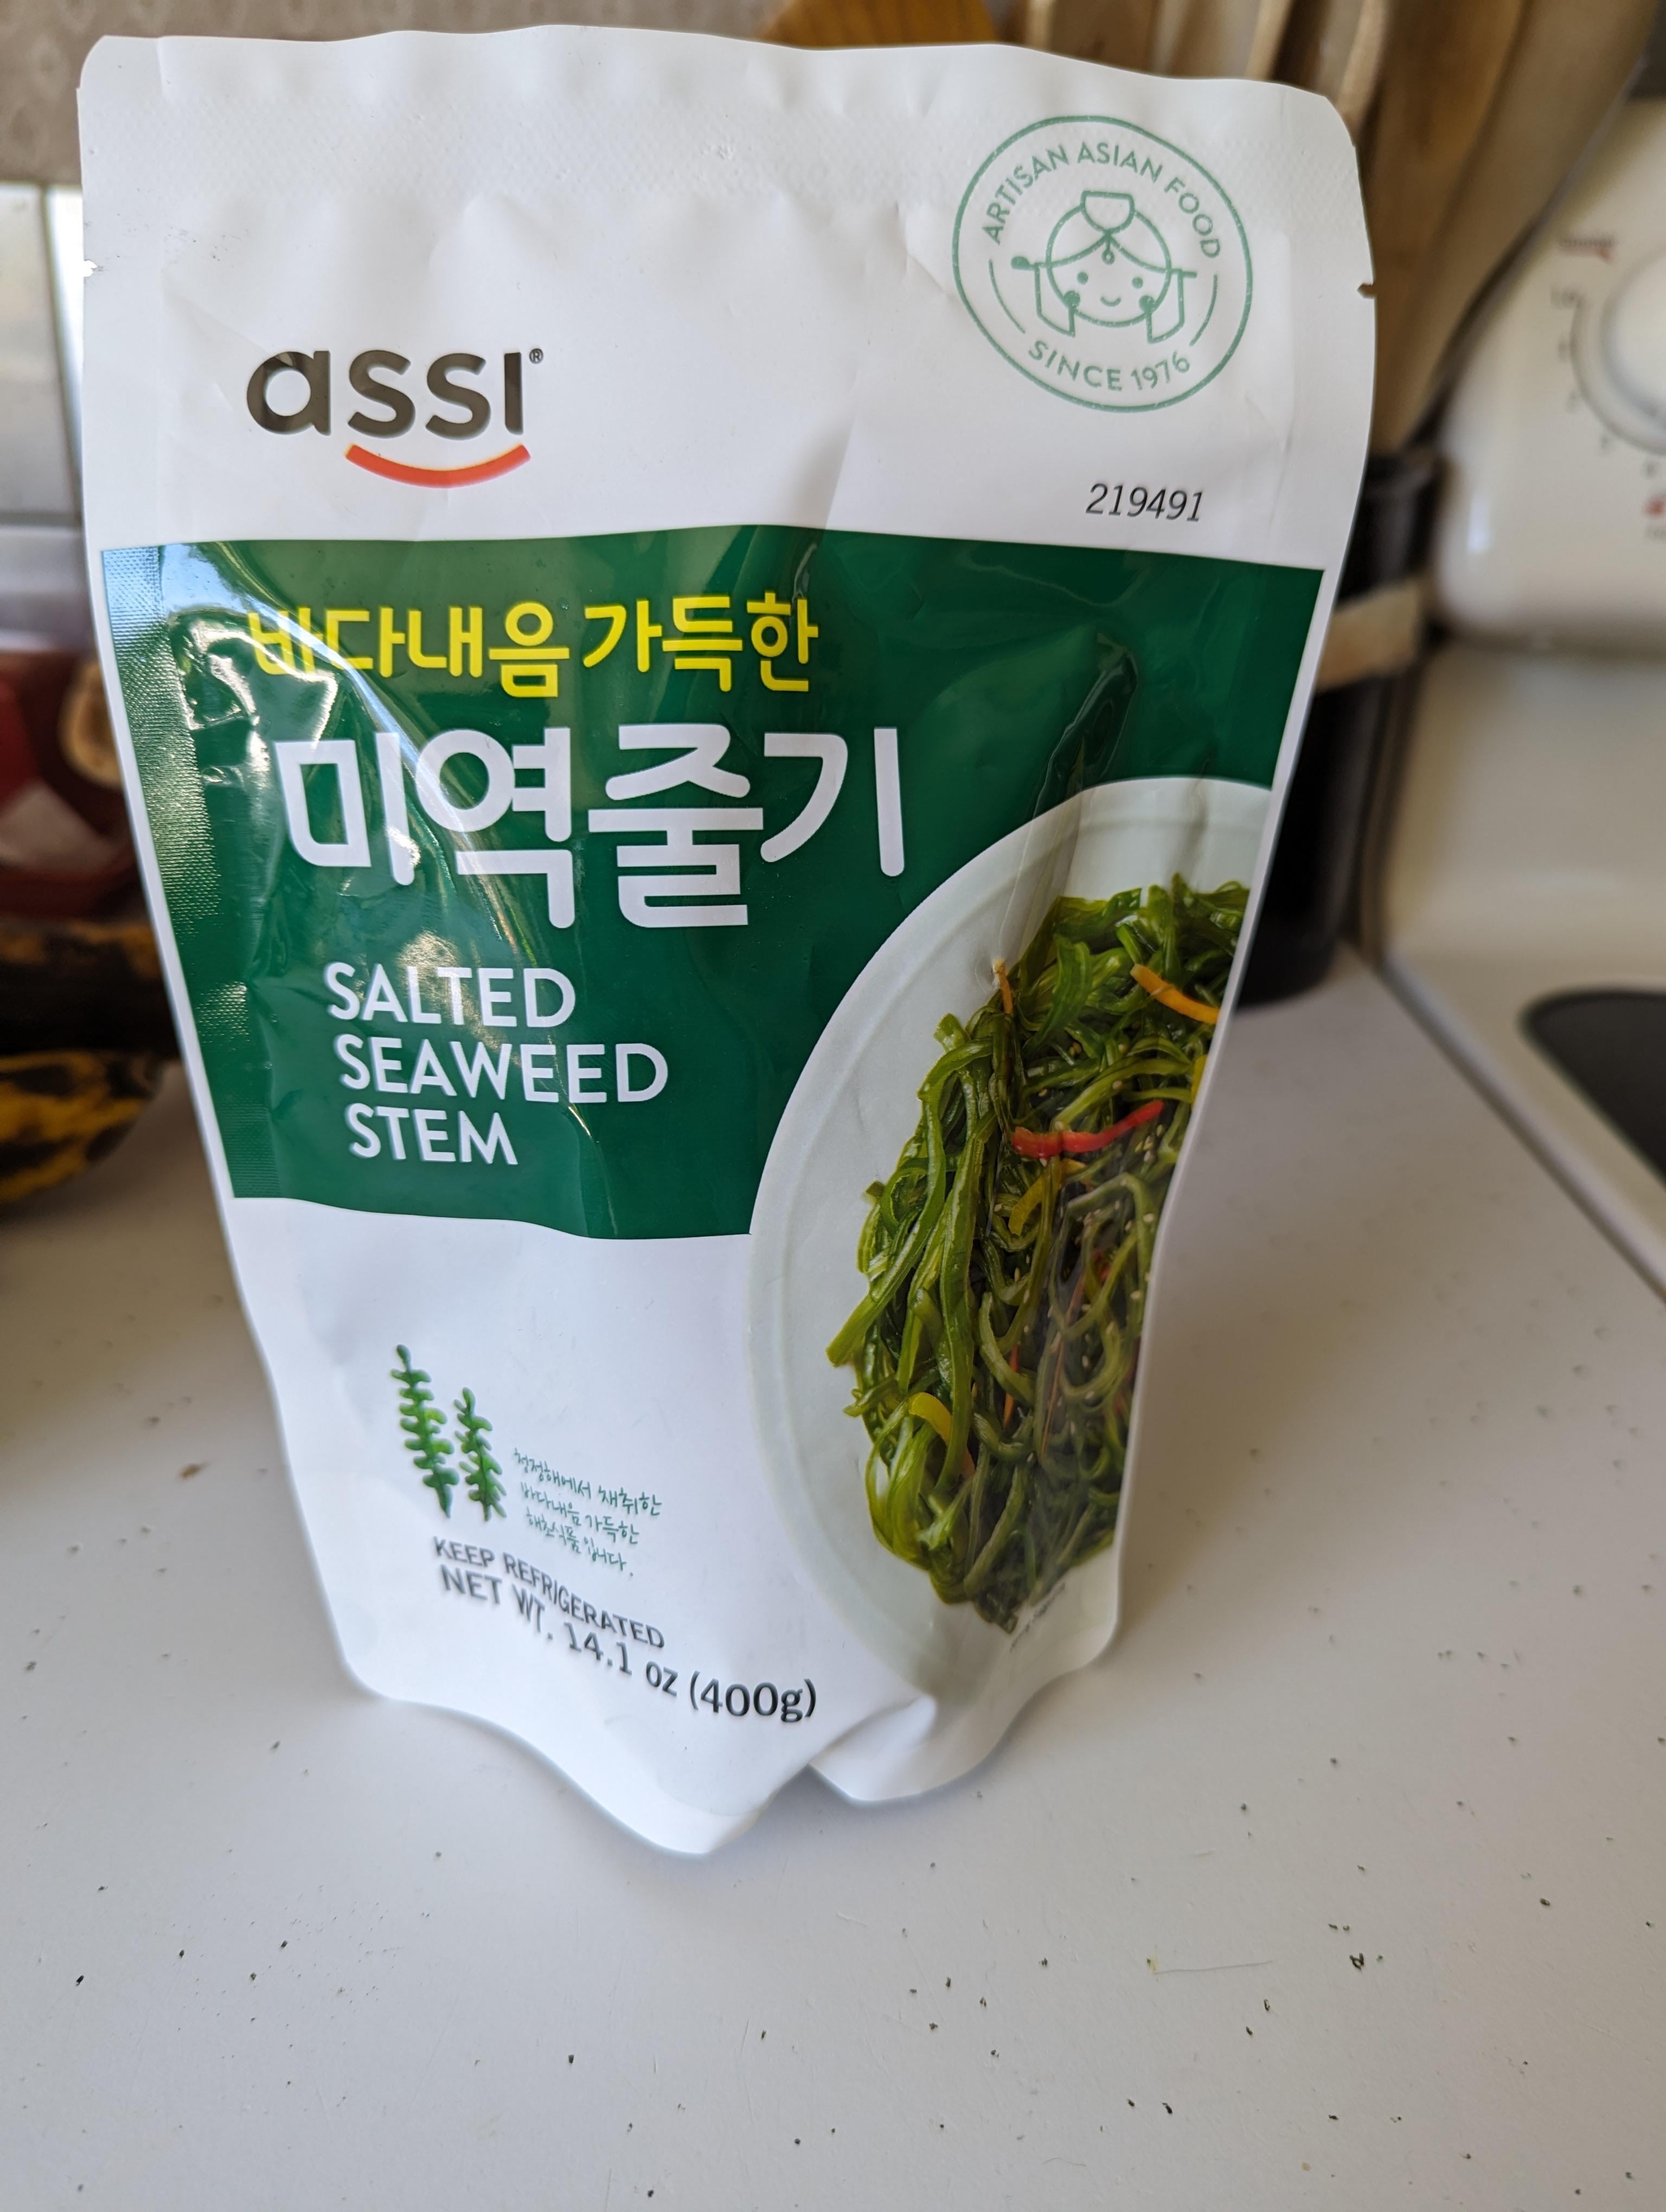 ARTISAN ASIAN FOOD
SINCE 1976
assi®
219491
바다내음 가득한
미역줄기
SALTED
SEAWEED
STEM
청정해에서 채취한
바다내음 가득한
해초식품입니다.
KEEP REFRIGERATED
NET WT. 14.1 oz (400g)